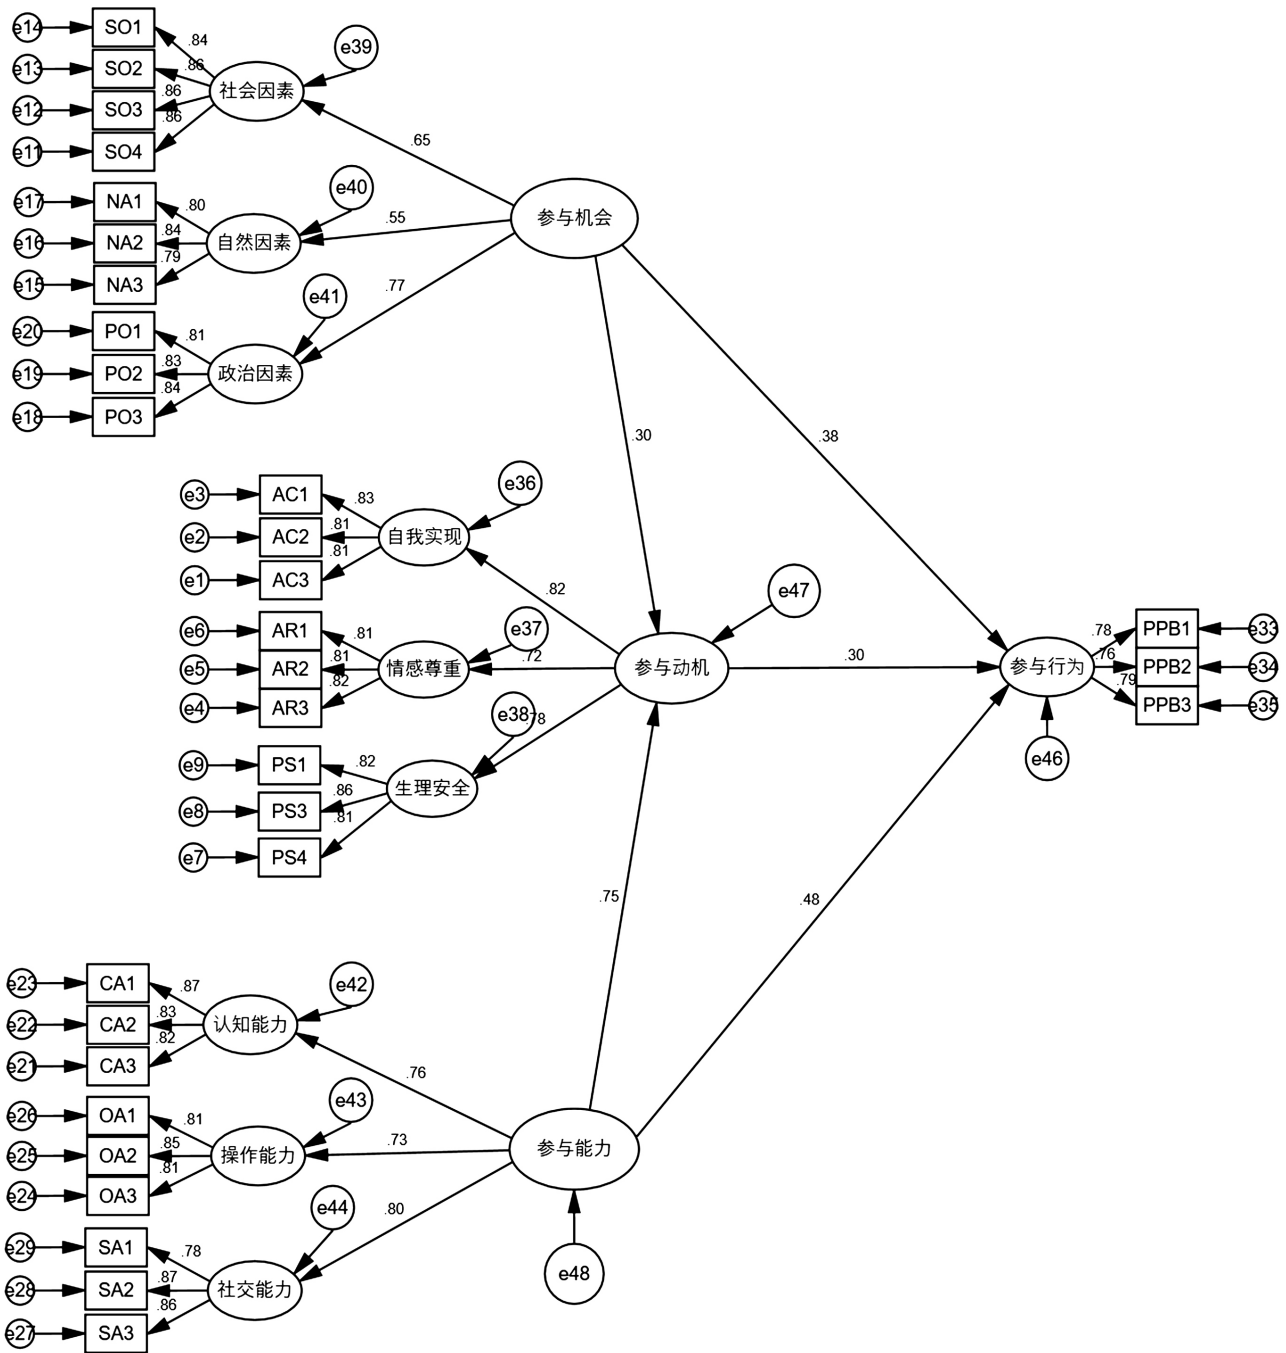 e14 SO1 .84 e39
e13 SO2 .86 社会因素
e12 SO3 .86
e11 SO4 .86
.65
e17 NA1 .80 e40
e16 NA2 .84 自然因素 .55 参与机会
e15 NA3 .79
e20 PO1 .81 e41 .77
e19 PO2 .83 政治因素
e18 PO3 .84
.30 .38
e3 AC1 .83 e36
e2 AC2 .81 自我实现
e1 AC3 .81 .82 e47
e6 AR1 .81 e37
e5 AR2 .81 情感尊重 .72 参与动机 .30 参与行为
e4 AR3 .82 e38 .78
.78 PPB1 e33
.76 PPB2 e34
.79 PPB3 e35
e46
e9 PS1 .82
e8 PS3 .86 生理安全
e7 PS4 .81
.75 .48
e23 CA1 .87 e42
e22 CA2 .83 认知能力
e21 CA3 .82 .76
e26 OA1 .81 e43
e25 OA2 .85 操作能力 .73 参与能力
e24 OA3 .81
e29 SA1 .78 e44 .80
e28 SA2 .87 社交能力 e48
e27 SA3 .86